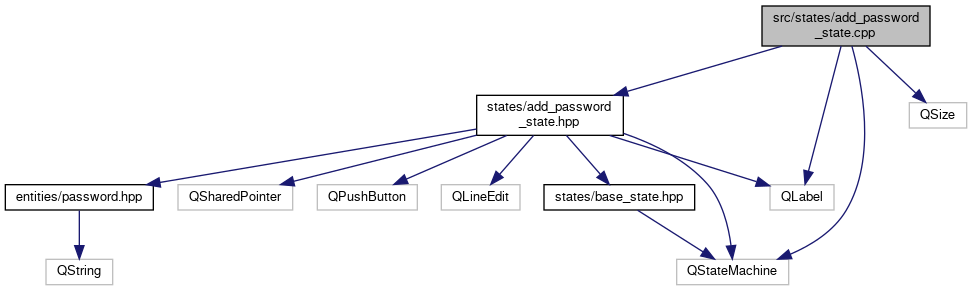 src/states/add_password
_state.cpp
states/add_password
_state.hpp
QSize
entities/password.hpp
QSharedPointer
QPushButton
QLineEdit
states/base_state.hpp
QLabel
QString
QStateMachine